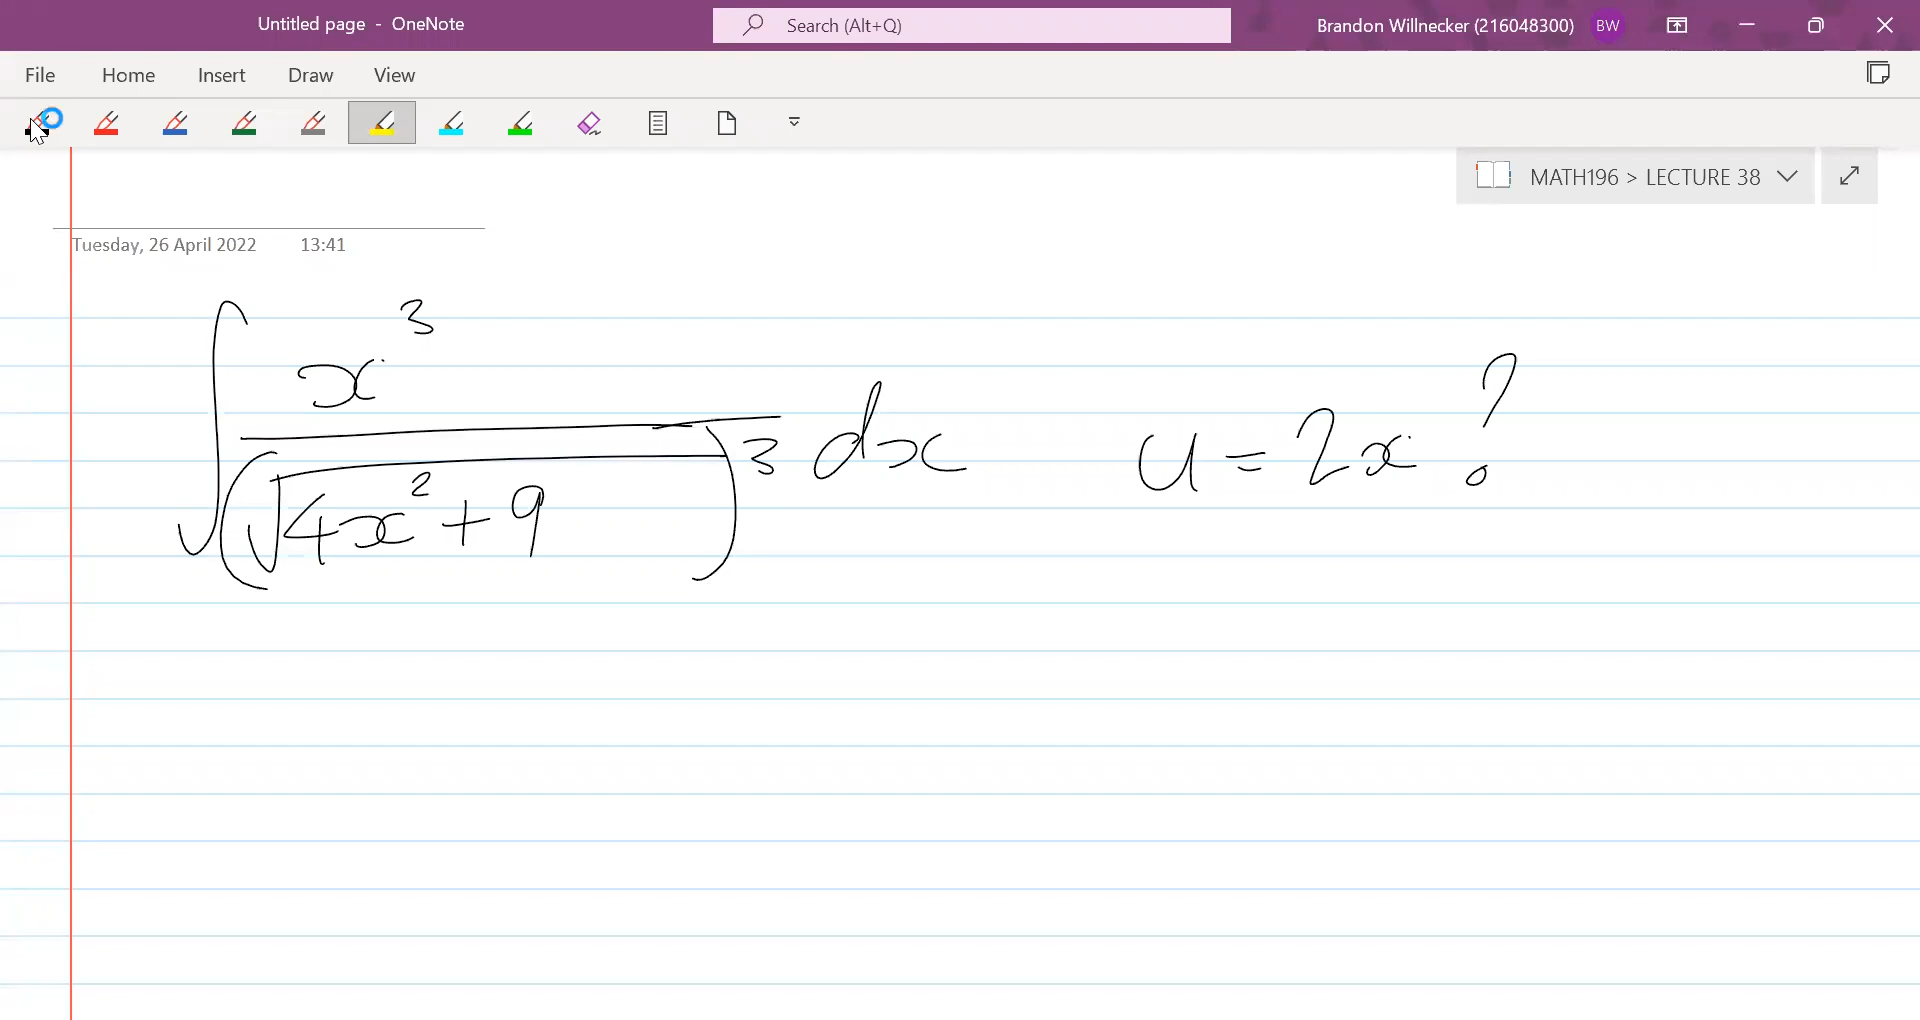 Untitled page - OneNote
Search (Alt+Q)
Brandon Willnecker (216048300) BW
File Home Insert Draw View
MATH196 > LECTURE 38
Tuesday, 26 April 2022 13:41
∫ x³ / (√(4x² + 9))³ dx u = 2x ?